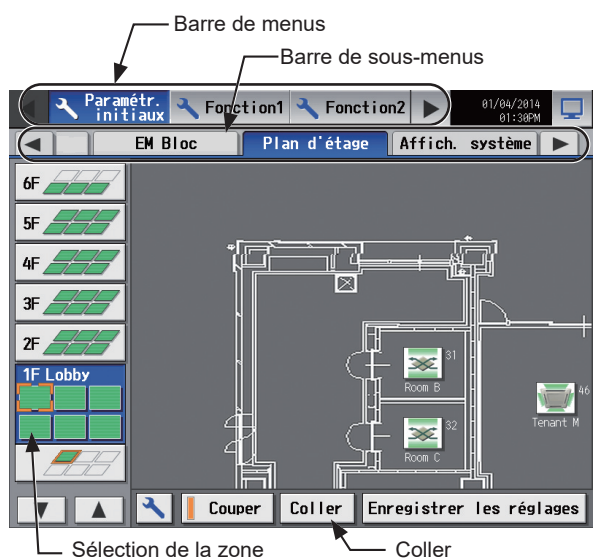 Barre de menus
Barre de sous-menus
Paramétr. initiaux
Fonction1
Fonction2
01/04/2014
01:30PM
EM Bloc
Plan d'étage
Affich. système
6F
5F
4F
3F
2F
1F Lobby
31
Room B
46
Tenant M
32
Room C
Couper
Coller
Enregistrer les réglages
Sélection de la zone
Coller